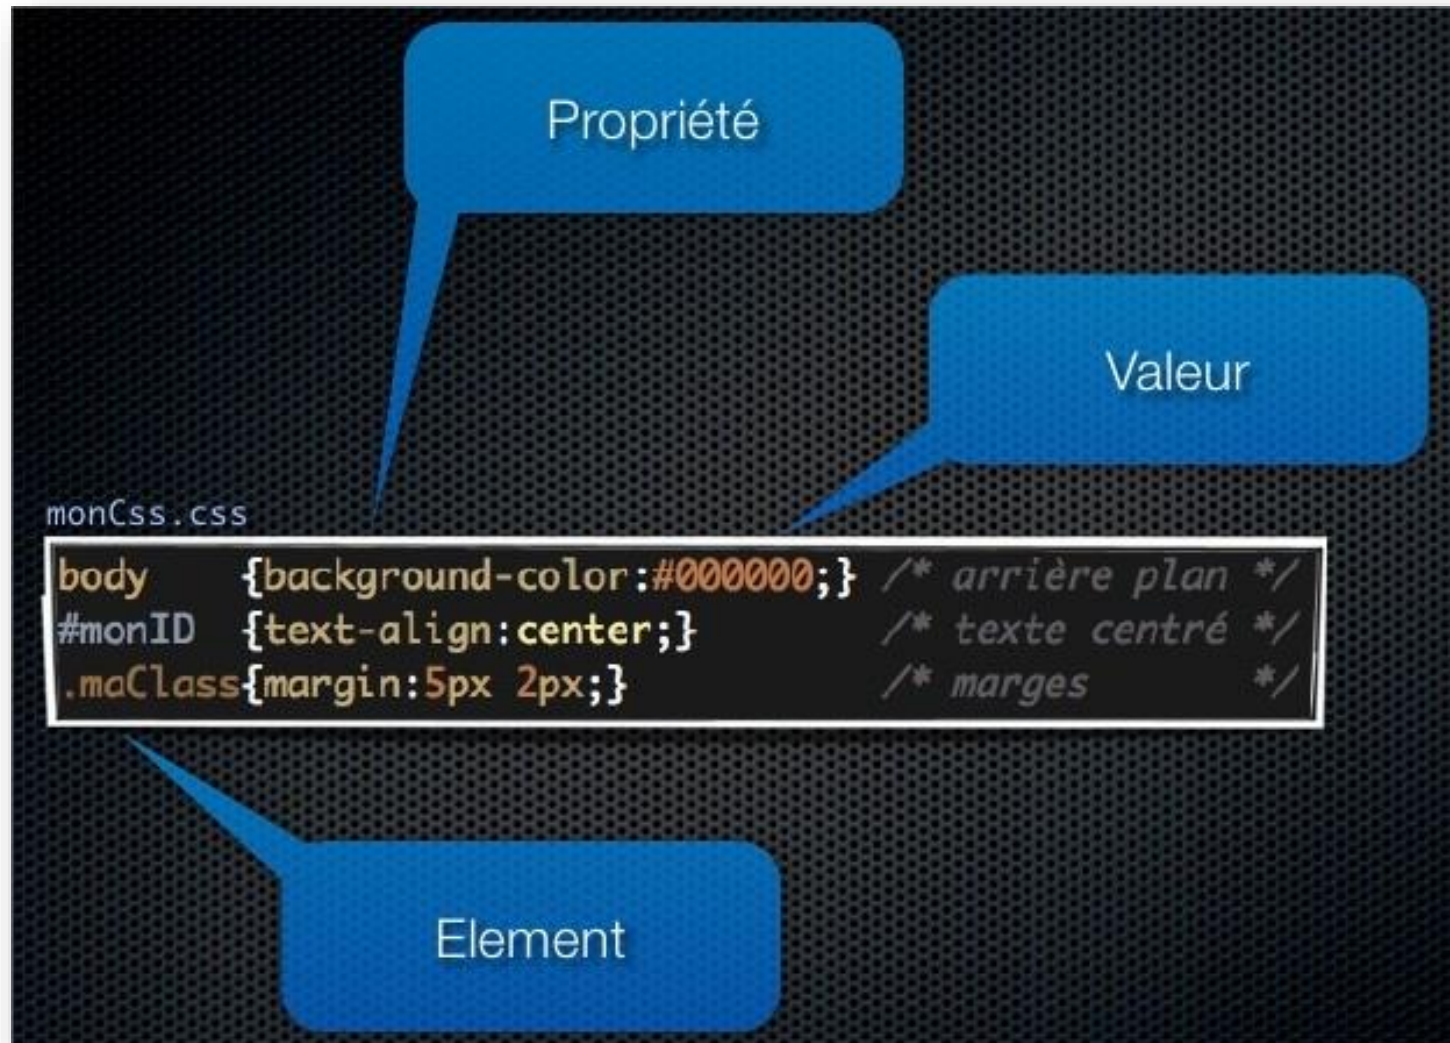 Propriété
Valeur
monCss.css
body {background-color:#000000;} /* arrière plan */
#monID {text-align:center;} /* texte centré */
.maClass{margin:5px 2px;} /* marges */
Element